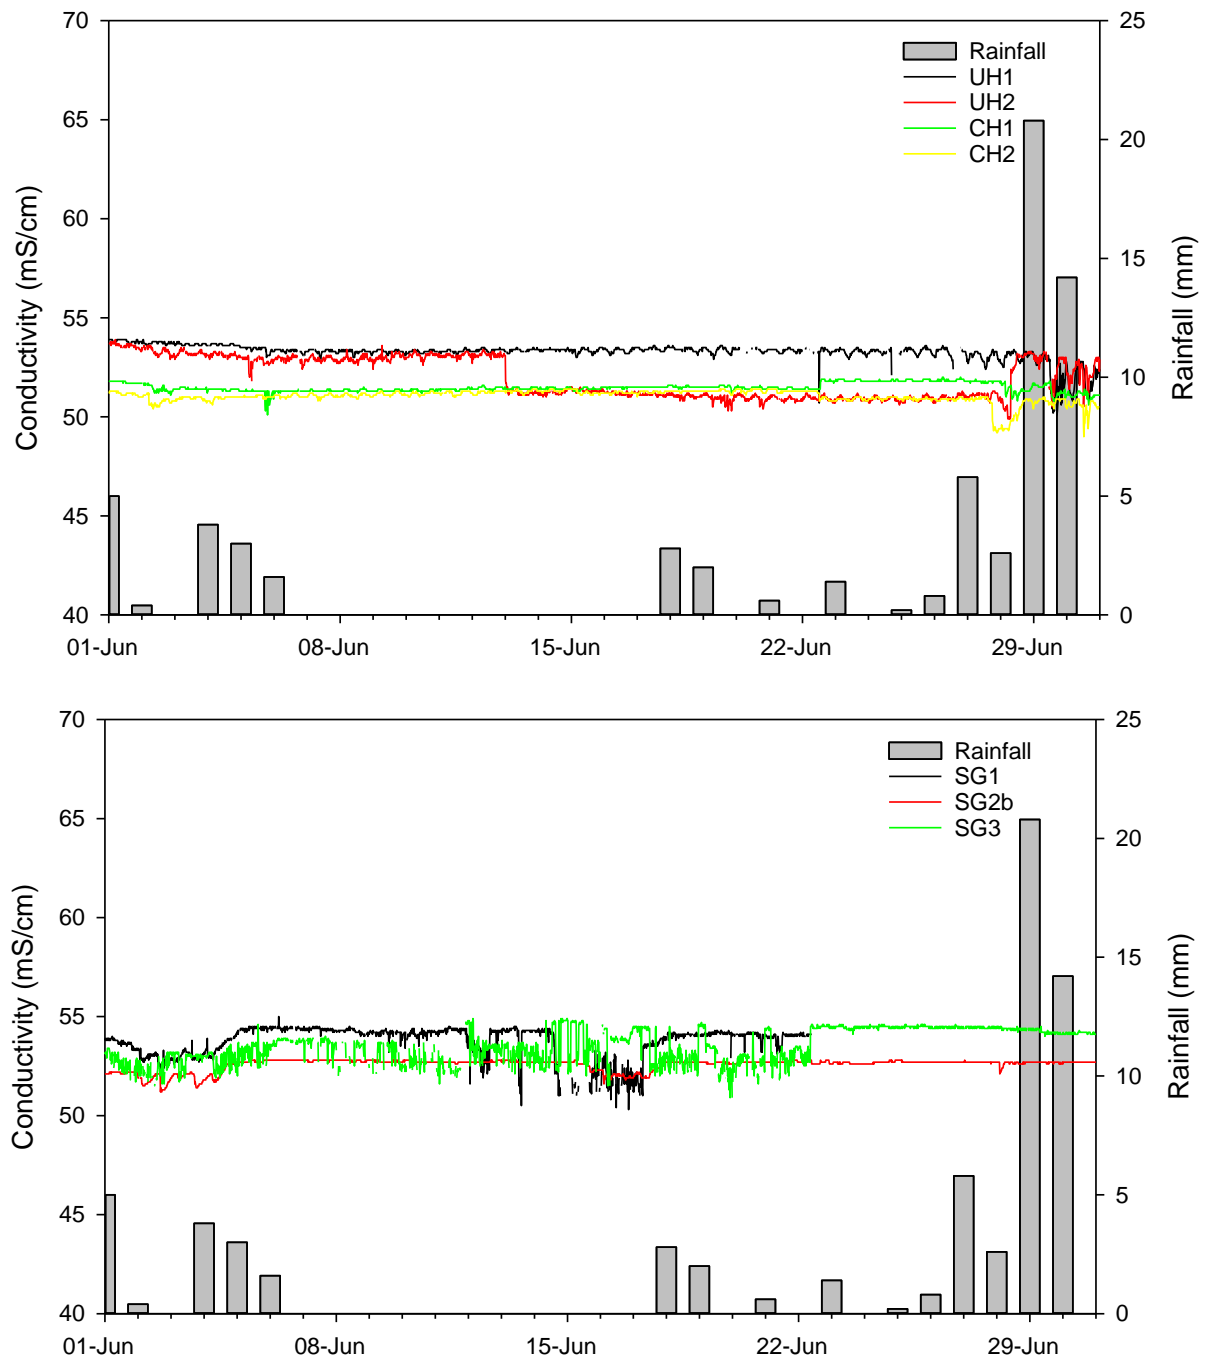 70
65
60
55
50
45
40
Conductivity (mS/cm)
25
20
15
10
5
0
Rainfall (mm)
Rainfall
UH1
UH2
CH1
CH2
01-Jun
08-Jun
15-Jun
22-Jun
29-Jun
70
65
60
55
50
45
40
Conductivity (mS/cm)
25
20
15
10
5
0
Rainfall (mm)
Rainfall
SG1
SG2b
SG3
01-Jun
08-Jun
15-Jun
22-Jun
29-Jun